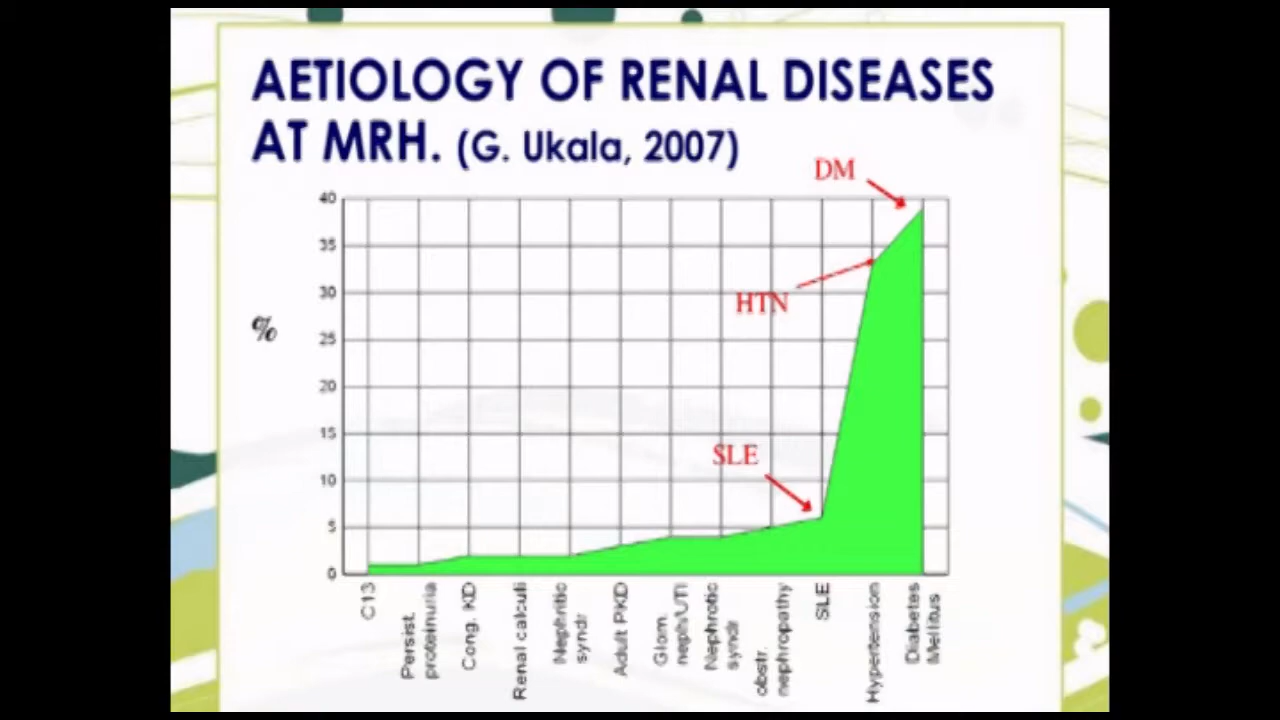 AETIOLOGY OF RENAL DISEASES
AT MRH. (G. Ukala, 2007)
DM
HTN
SLE
%
40
35
30
25
20
15
10
5
0
C13
Persist.
proteinuria
Cong. KD
Renal calculi
Nephritic
syndr
Adult PKD
Glom.
neph/UTI
Nephrotic
syndr
obstr.
nephropathy
SLE
Hypertension
Diabetes
Mellitus